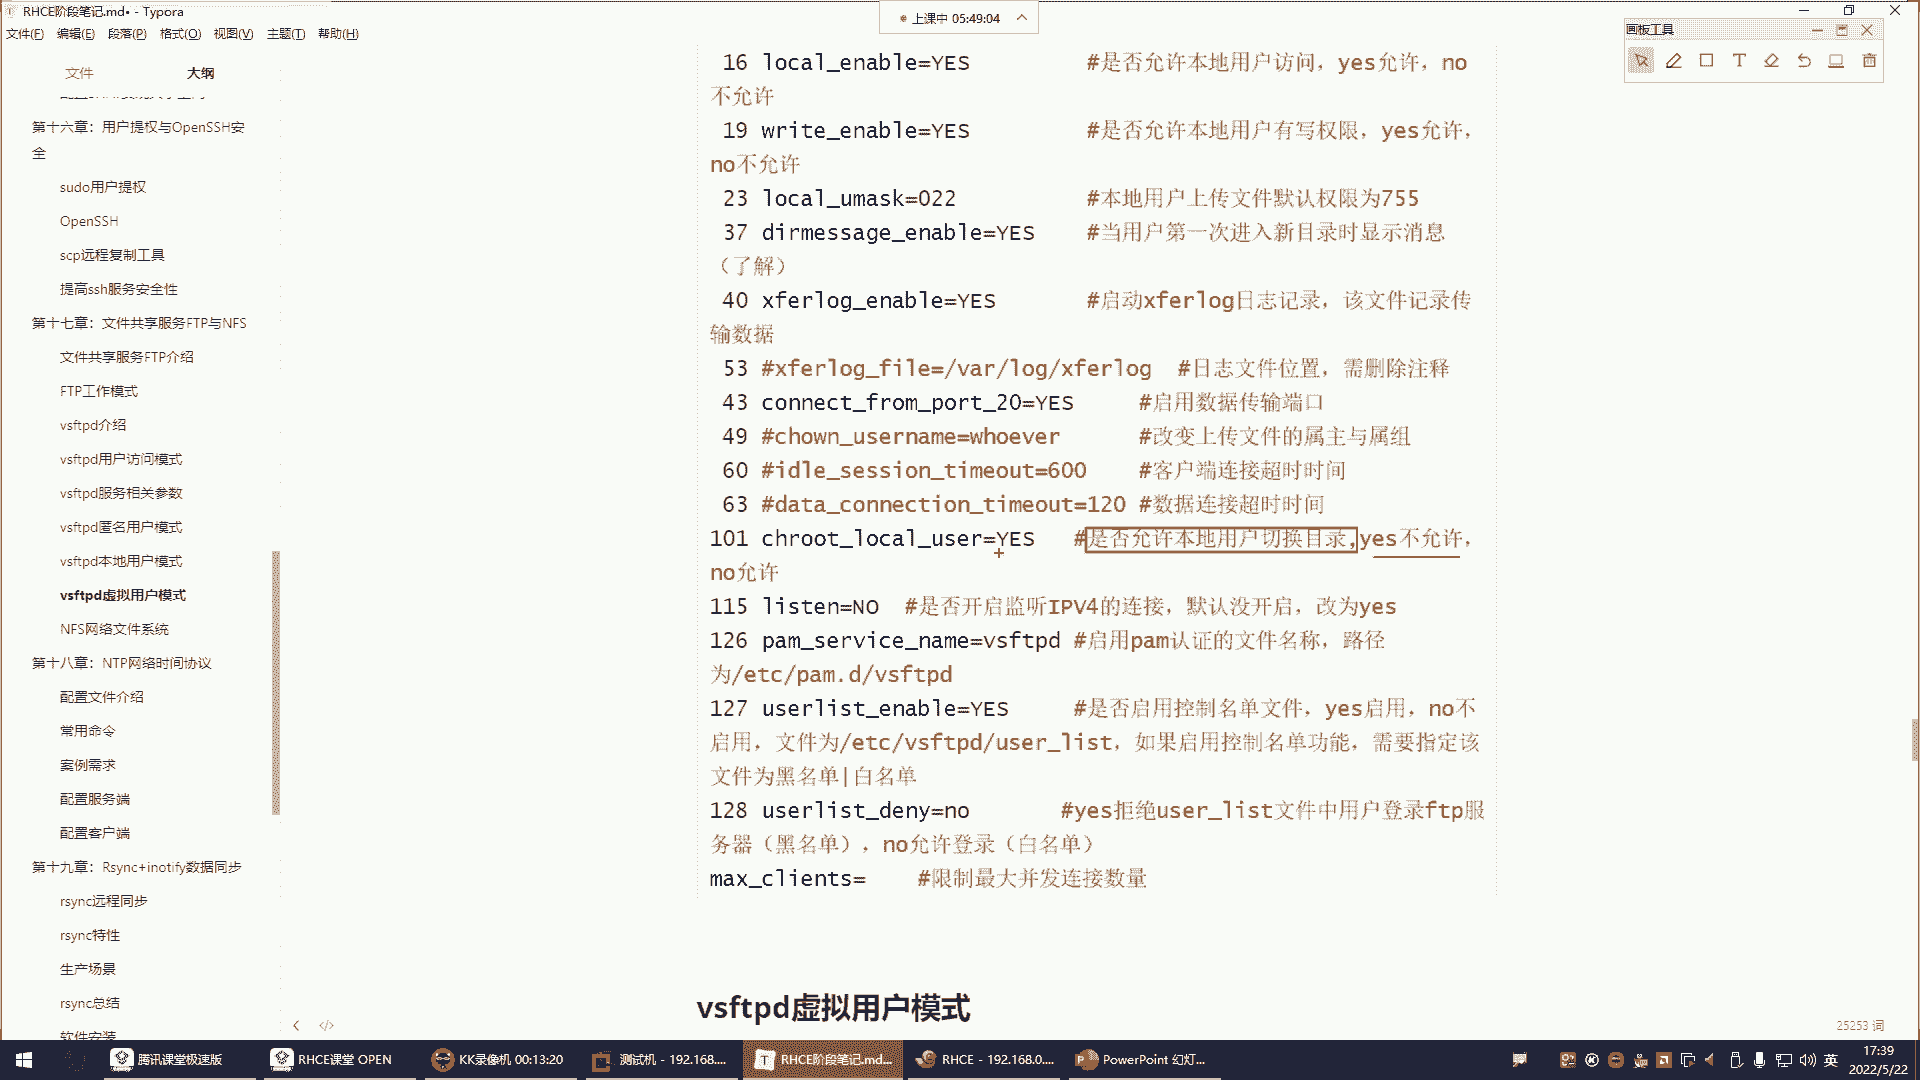 RHCE阶段笔记.md• - Typora
上课中 05:49:04
文件(F) 编辑(E) 段落(P) 格式(O) 视图(V) 主题(T) 帮助(H)
画板工具
文件 大纲
第十六章：用户提权与OpenSSH安
全
sudo用户提权
OpenSSH
scp远程复制工具
提高ssh服务安全性
第十七章：文件共享服务FTP与NFS
文件共享服务FTP介绍
FTP工作模式
vsftpd介绍
vsftpd用户访问模式
vsftpd服务相关参数
vsftpd匿名用户模式
vsftpd本地用户模式
vsftpd虚拟用户模式
NFS网络文件系统
第十八章：NTP网络时间协议
配置文件介绍
常用命令
案例需求
配置服务端
配置客户端
第十九章：Rsync+inotify数据同步
rsync远程同步
rsync特性
生产场景
rsync总结
软件安装
16 local_enable=YES #是否允许本地用户访问，yes允许，no
不允许
19 write_enable=YES #是否允许本地用户有写权限，yes允许，
no不允许
23 local_umask=022 #本地用户上传文件默认权限为755
37 dirmessage_enable=YES #当用户第一次进入新目录时显示消息
（了解）
40 xferlog_enable=YES #启动xferlog日志记录，该文件记录传
输数据
53 #xferlog_file=/var/log/xferlog #日志文件位置，需删除注释
43 connect_from_port_20=YES #启用数据传输端口
49 #chown_username=whoever #改变上传文件的属主与属组
60 #idle_session_timeout=600 #客户端连接超时时间
63 #data_connection_timeout=120 #数据连接超时时间
101 chroot_local_user=YES #是否允许本地用户切换目录,yes不允许，
no允许
115 listen=NO #是否开启监听IPV4的连接，默认没开启，改为yes
126 pam_service_name=vsftpd #启用pam认证的文件名称，路径
为/etc/pam.d/vsftpd
127 userlist_enable=YES #是否启用控制名单文件，yes启用，no不
启用，文件为/etc/vsftpd/user_list，如果启用控制名单功能，需要指定该
文件为黑名单|白名单
128 userlist_deny=no #yes拒绝user_list文件中用户登录ftp服
务器（黑名单），no允许登录（白名单）
max_clients= #限制最大并发连接数量
vsftpd虚拟用户模式
25253 词
腾讯课堂极速版 RHCE课堂 OPEN KK录像机 00:13:20 测试机 - 192.168.... RHCE阶段笔记.md... RHCE - 192.168.0.... PowerPoint 幻灯... 英 17:39
2022/5/22